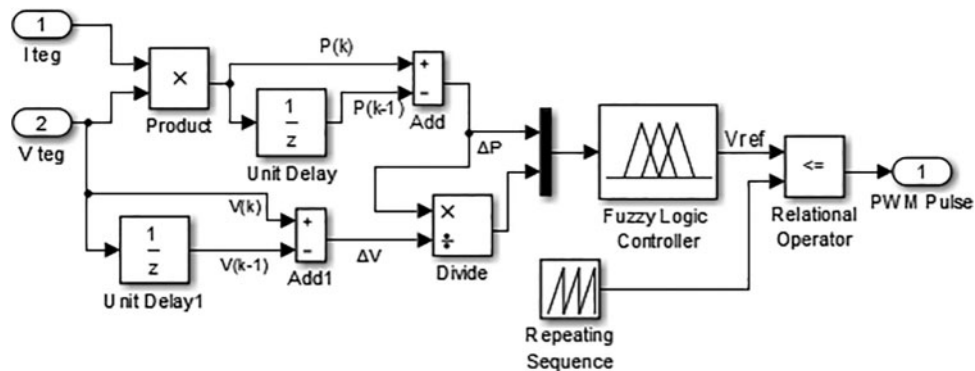 1
I teg
2
V teg
×
Product
P(k)
1
z
Unit Delay
P(k-1)
+
−
Add
ΔP
V(k)
1
z
Unit Delay1
V(k-1)
+
−
Add1
ΔV
×
÷
Divide
Fuzzy Logic
Controller
Vref
Repeating
Sequence
<=
Relational
Operator
1
PWM Pulse